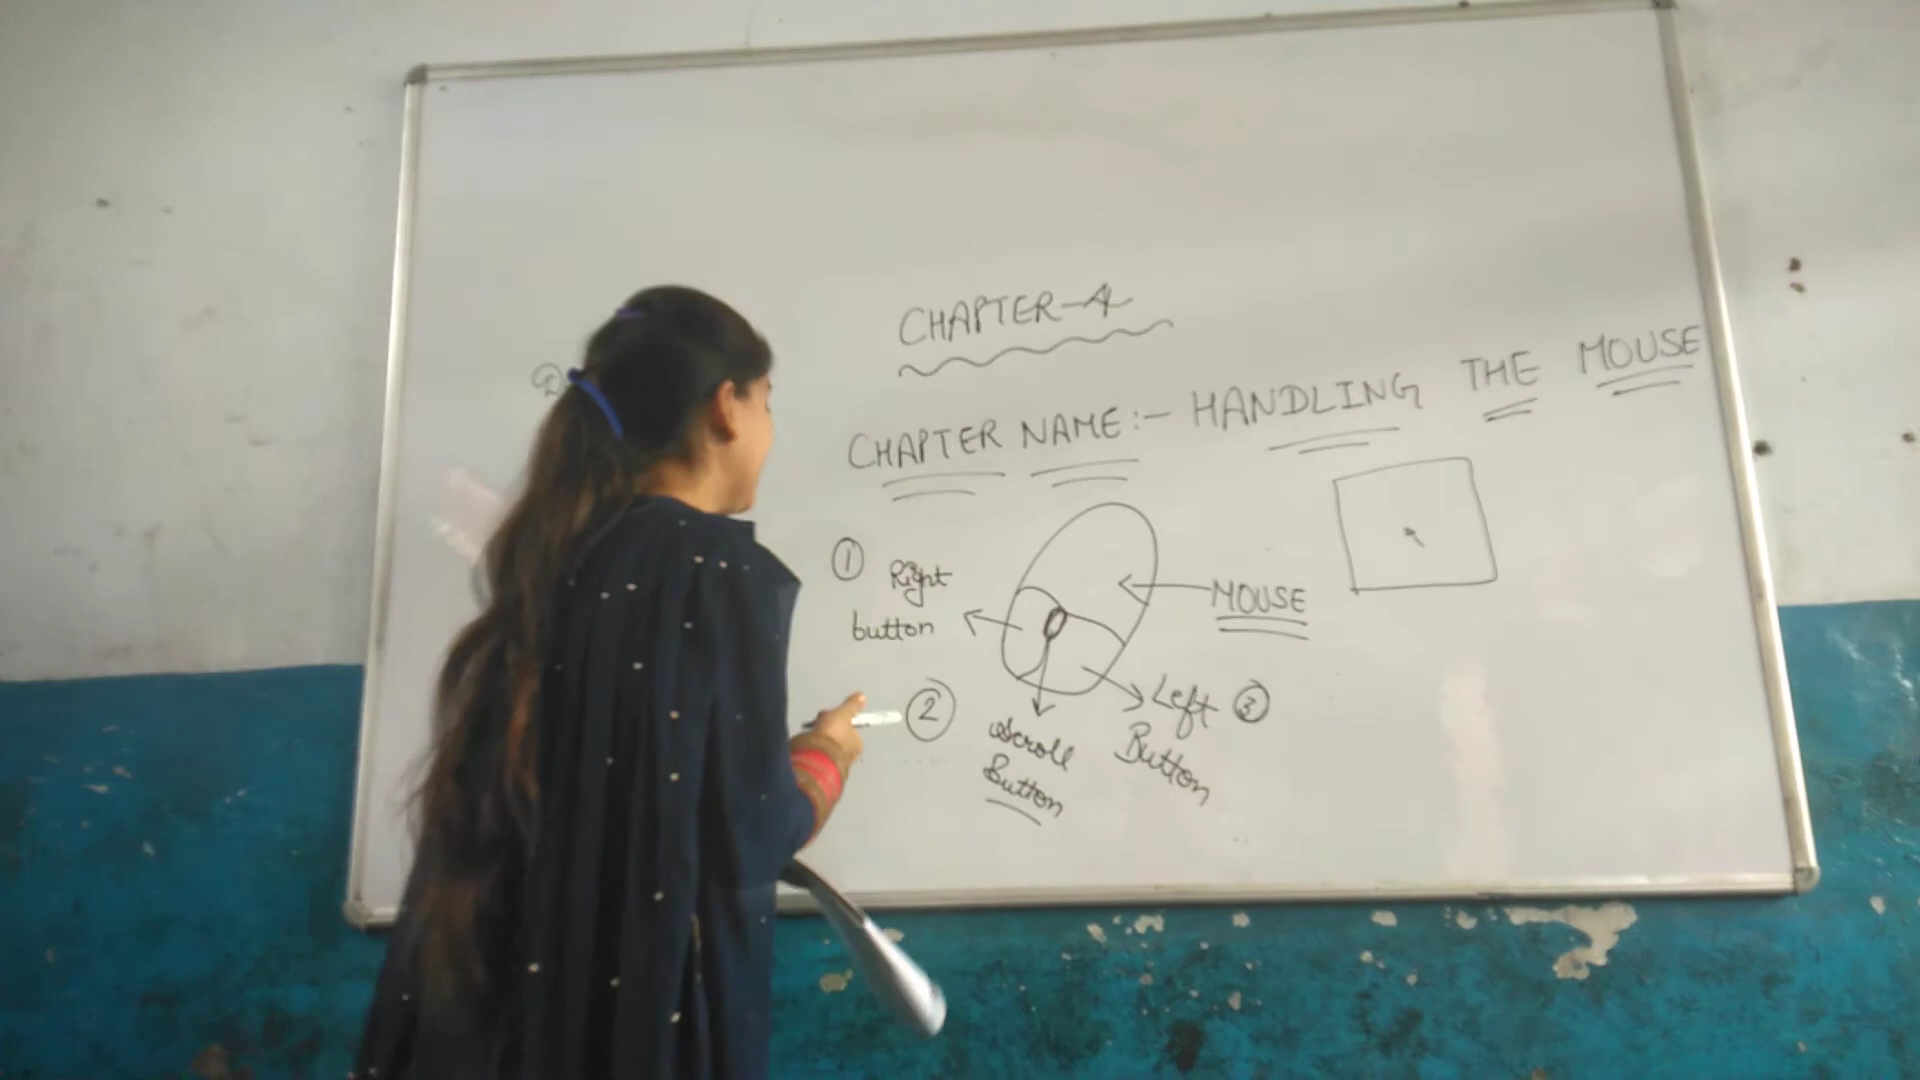 CHAPTER-4
CHAPTER NAME:- HANDLING THE MOUSE
① Right
button
MOUSE
②
Scroll
Button
Left ③
Button